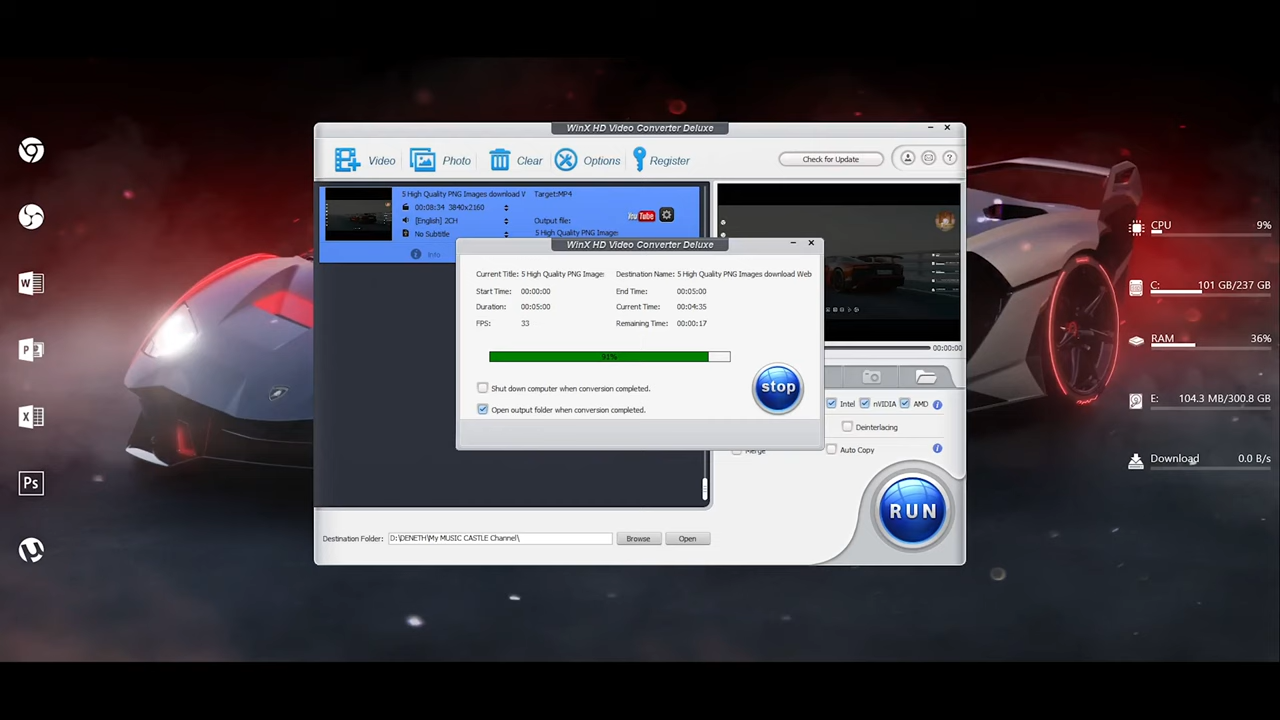 WinX HD Video Converter Deluxe
Video
Photo
Clear
Options
Register
Check for Update
5 High Quality PNG Images download V
Target:MP4
00:08:34 3840x2160
[English] 2CH
Output file:
You Tube
No Subtitle
5 High Quality PNG Image:
Info
WinX HD Video Converter Deluxe
Current Title: 5 High Quality PNG Image
Destination Name: 5 High Quality PNG Images download Web
Start Time: 00:00:00
End Time: 00:05:00
Duration: 00:05:00
Current Time: 00:04:35
FPS: 33
Remaining Time: 00:00:17
91%
Shut down computer when conversion completed.
Open output folder when conversion completed.
stop
00:00:00
Intel
nVIDIA
AMD
Deinterlacing
Merge
Auto Copy
RUN
Destination Folder: D:\DENETH\My MUSIC CASTLE Channel\
Browse
Open
CPU 9%
C: 101 GB/237 GB
RAM 36%
E: 104.3 MB/300.8 GB
Download 0.0 B/s
W
P
X
Ps